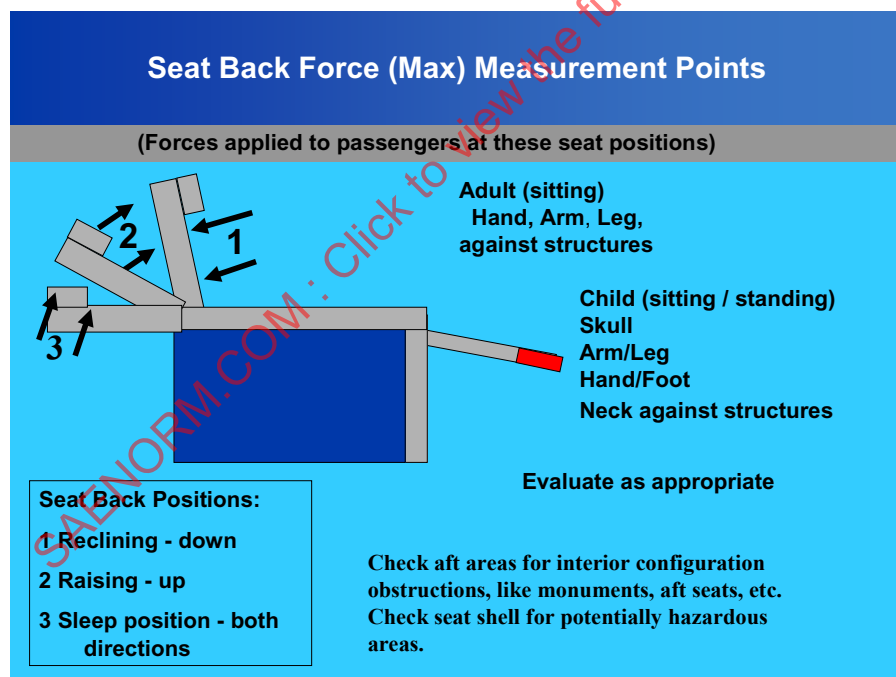 Seat Back Force (Max) Measurement Points
(Forces applied to passengers at these seat positions)
Adult (sitting)
Hand, Arm, Leg,
against structures
2
1
3
Child (sitting / standing)
Skull
Arm/Leg
Hand/Foot
Neck against structures
Evaluate as appropriate
Seat Back Positions:
1 Reclining - down
2 Raising - up
3 Sleep position - both
directions
Check aft areas for interior configuration
obstructions, like monuments, aft seats, etc.
Check seat shell for potentially hazardous
areas.
SAENORM.COM : Click to view the fu